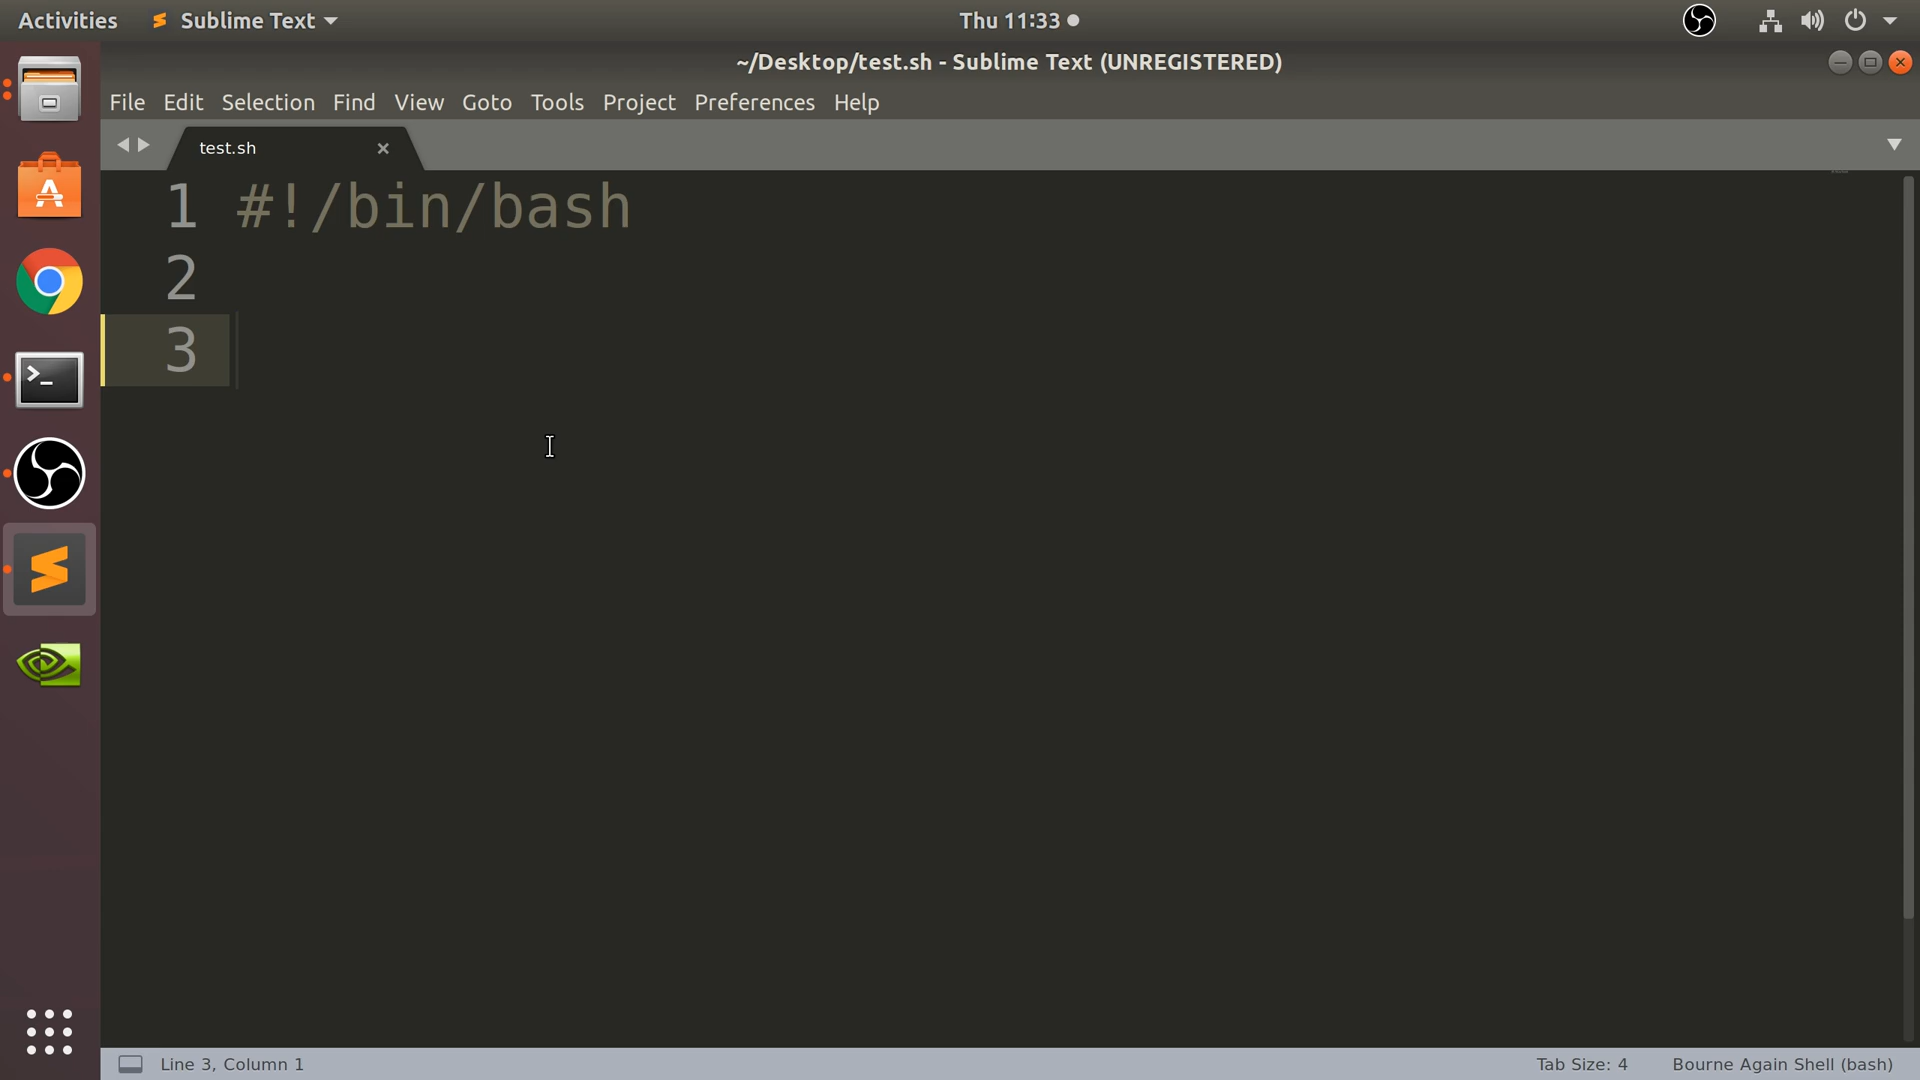 Activities Sublime Text Thu 11:33
~/Desktop/test.sh - Sublime Text (UNREGISTERED)
File Edit Selection Find View Goto Tools Project Preferences Help
test.sh
1 #!/bin/bash
2
3
Line 3, Column 1 Tab Size: 4 Bourne Again Shell (bash)